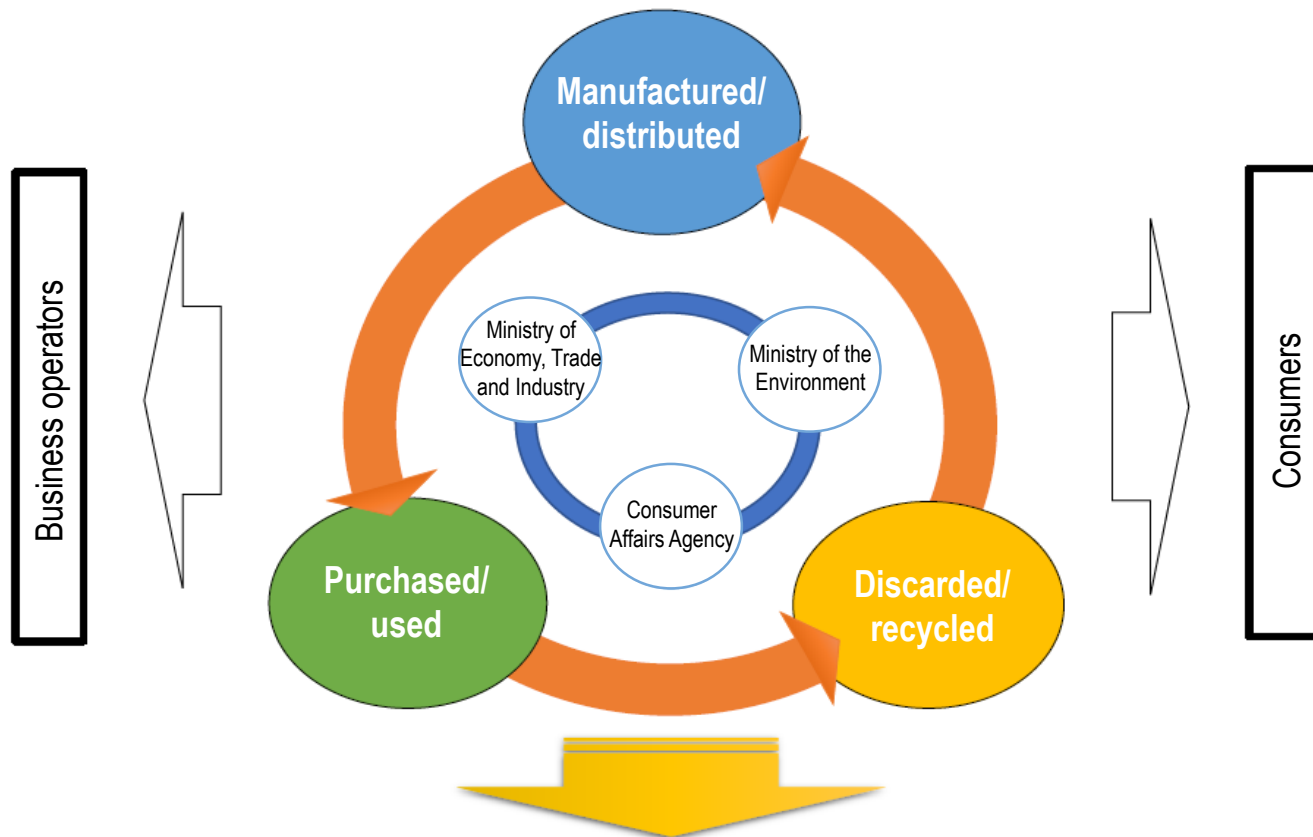 Manufactured/
distributed
Business operators
Ministry of
Economy, Trade
and Industry
Ministry of the
Environment
Consumers
Consumer
Affairs Agency
Purchased/
used
Discarded/
recycled